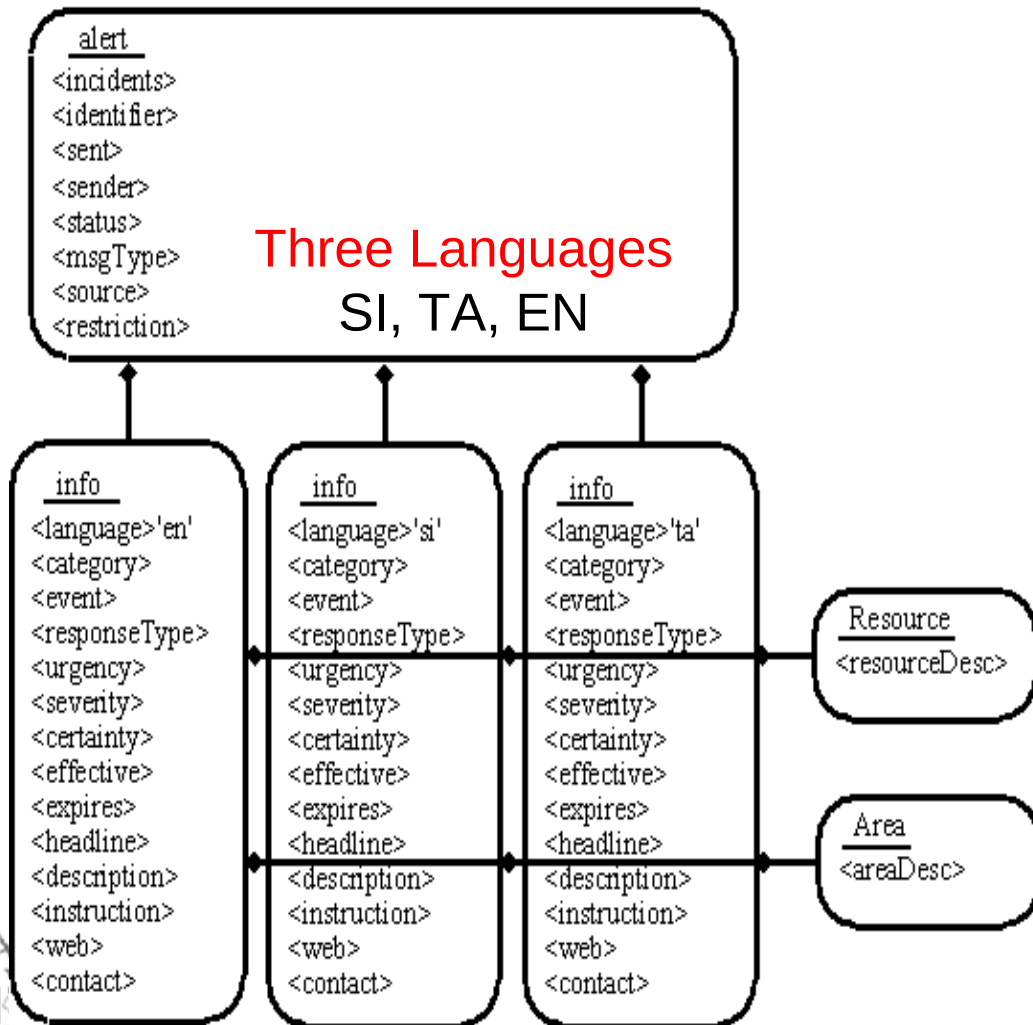 alert
<incidents>
<identifier>
<sent>
<sender>
<status>
<msgType>
<source>
<restriction>
Three Languages
SI, TA, EN
info
<language>'en'
<category>
<event>
<responseType>
<urgency>
<severity>
<certainty>
<effective>
<expires>
<headline>
<description>
<instruction>
<web>
<contact>
info
<language>'si'
<category>
<event>
<responseType>
<urgency>
<severity>
<certainty>
<effective>
<expires>
<headline>
<description>
<instruction>
<web>
<contact>
info
<language>'ta'
<category>
<event>
<responseType>
<urgency>
<severity>
<certainty>
<effective>
<expires>
<headline>
<description>
<instruction>
<web>
<contact>
Resource
<resourceDesc>
Area
<areaDesc>